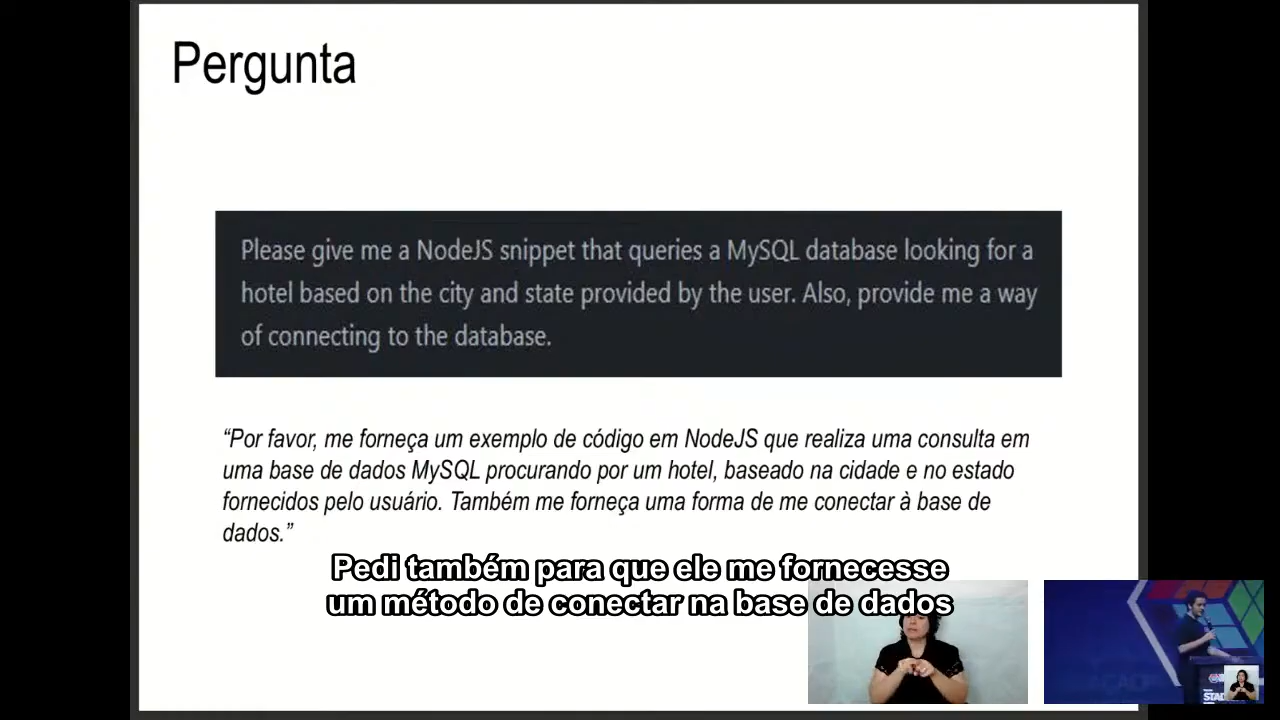 Pergunta
Please give me a NodeJS snippet that queries a MySQL database looking for a
hotel based on the city and state provided by the user. Also, provide me a way
of connecting to the database.
“Por favor, me forneça um exemplo de código em NodeJS que realiza uma consulta em
uma base de dados MySQL procurando por um hotel, baseado na cidade e no estado
fornecidos pelo usuário. Também me forneça uma forma de me conectar à base de
dados.”
Pedi também para que ele me fornecesse
um método de conectar na base de dados